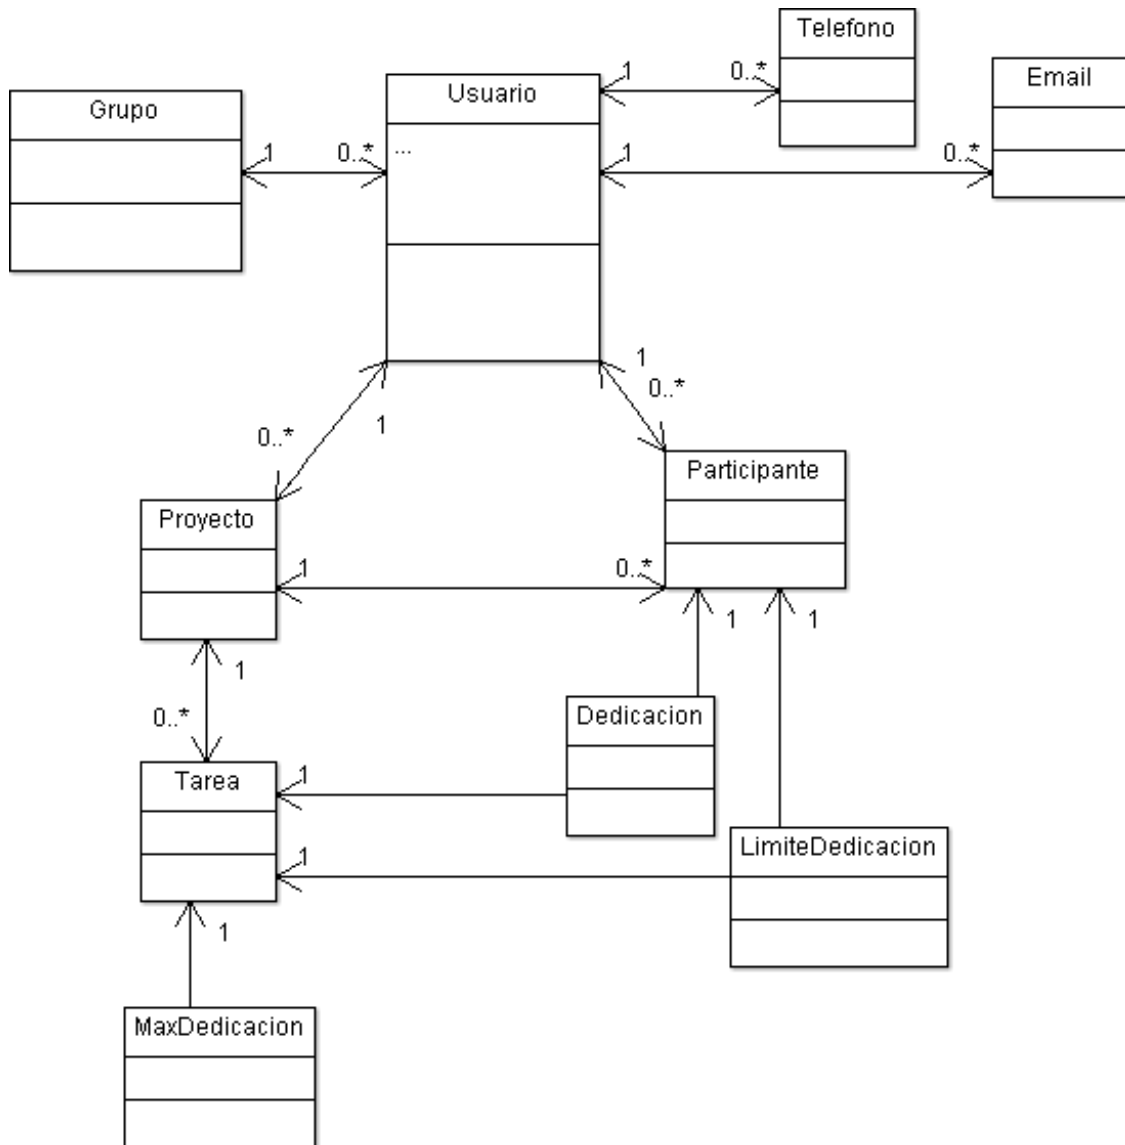 Telefono
1
0..*
Email
Usuario
Grupo
...
1
0..*
1
0..*
1
0..*
1
0..*
Participante
Proyecto
1
0..*
1
1
1
0..*
Dedicacion
Tarea
1
LimiteDedicacion
1
1
MaxDedicacion